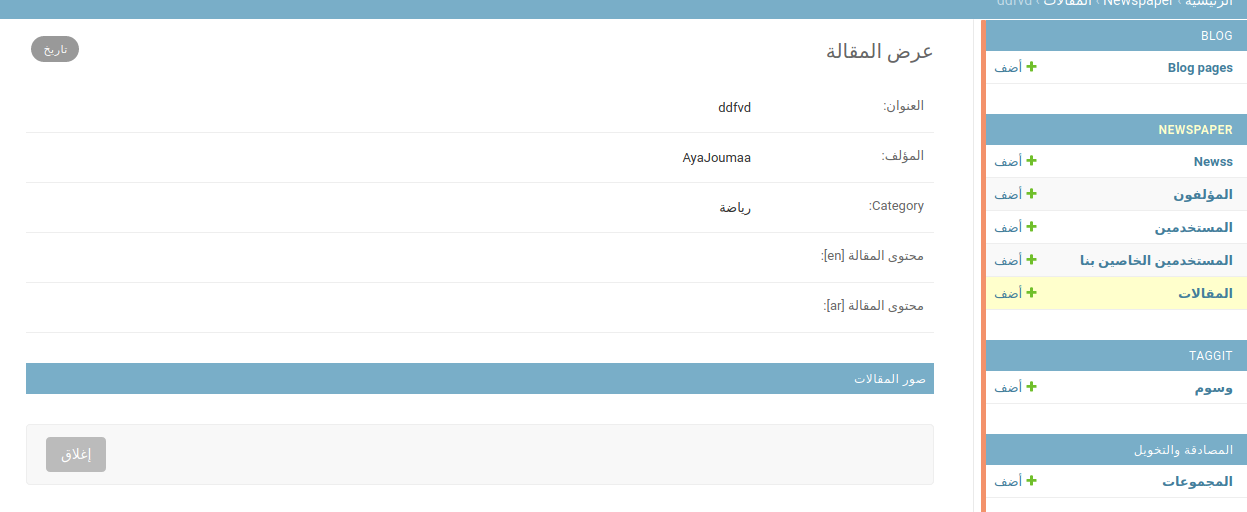 الرئيسية \ Newspaper \ المقالات \ ddfvd
BLOG
Blog pages
أضف
NEWSPAPER
Newss
أضف
المؤلفون
أضف
المستخدمين
أضف
المستخدمين الخاصين بنا
أضف
المقالات
أضف
TAGGIT
وسوم
أضف
المصادقة والتخويل
المجموعات
أضف
عرض المقالة
تاريخ
العنوان:
ddfvd
المؤلف:
AyaJoumaa
Category:
رياضة
محتوى المقالة [en]:
محتوى المقالة [ar]:
صور المقالات
إغلاق